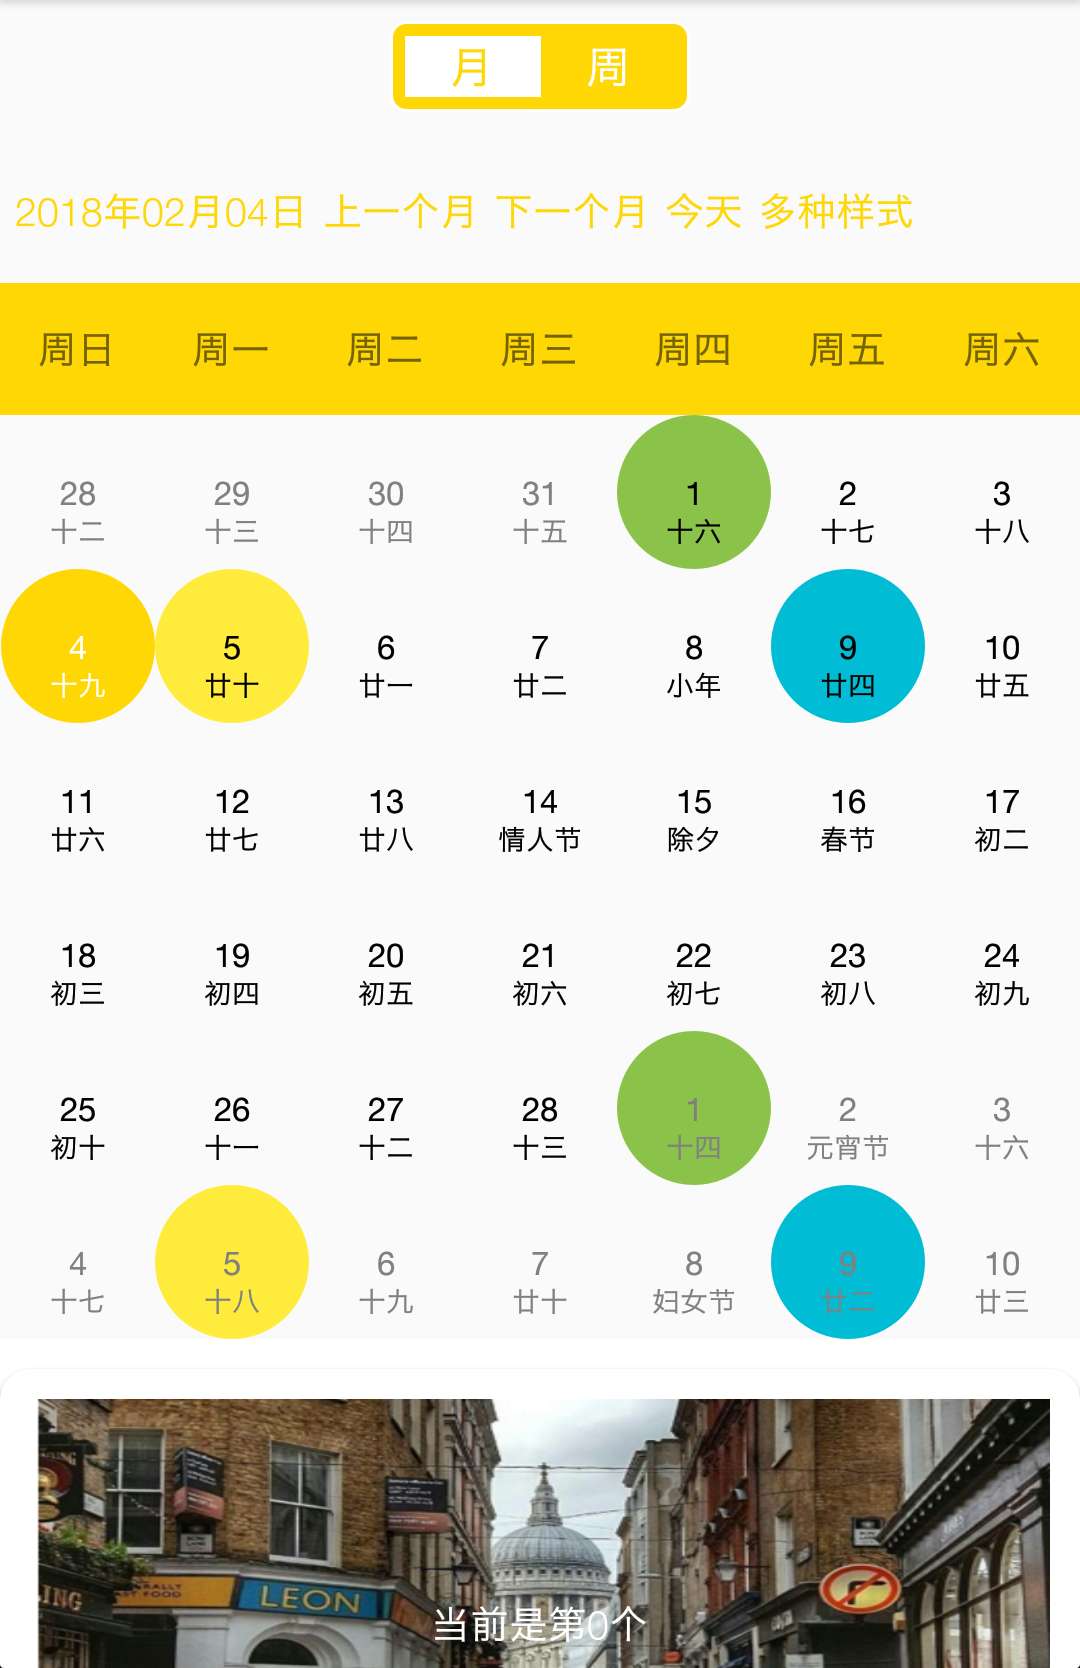 月 周
2018年02月04日 上一个月 下一个月 今天 多种样式
周日 周一 周二 周三 周四 周五 周六
28 29 30 31 1 2 3
十二 十三 十四 十五 十六 十七 十八
4 5 6 7 8 9 10
十九 廿十 廿一 廿二 小年 廿四 廿五
11 12 13 14 15 16 17
廿六 廿七 廿八 情人节 除夕 春节 初二
18 19 20 21 22 23 24
初三 初四 初五 初六 初七 初八 初九
25 26 27 28 1 2 3
初十 十一 十二 十三 十四 元宵节 十六
4 5 6 7 8 9 10
十七 十八 十九 廿十 妇女节 廿二 廿三
LEON
当前是第0个